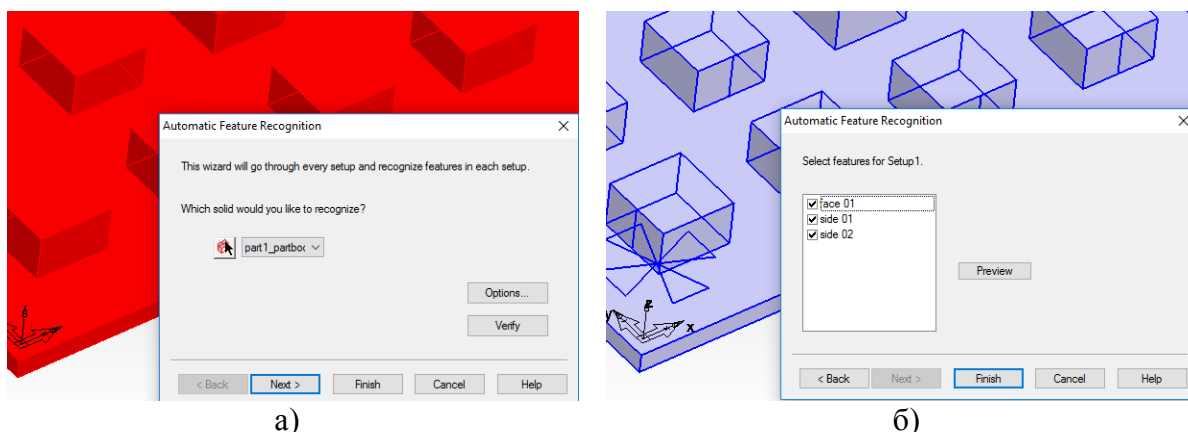 Automatic Feature Recognition
This wizard will go through every setup and recognize features in each setup.
Which solid would you like to recognize?
part1_partboc
Options...
Verify
< Back Next > Finish Cancel Help
а)
Automatic Feature Recognition
Select features for Setup1.
face 01
side 01
side 02
Preview
< Back Next > Finish Cancel Help
z
y x
б)